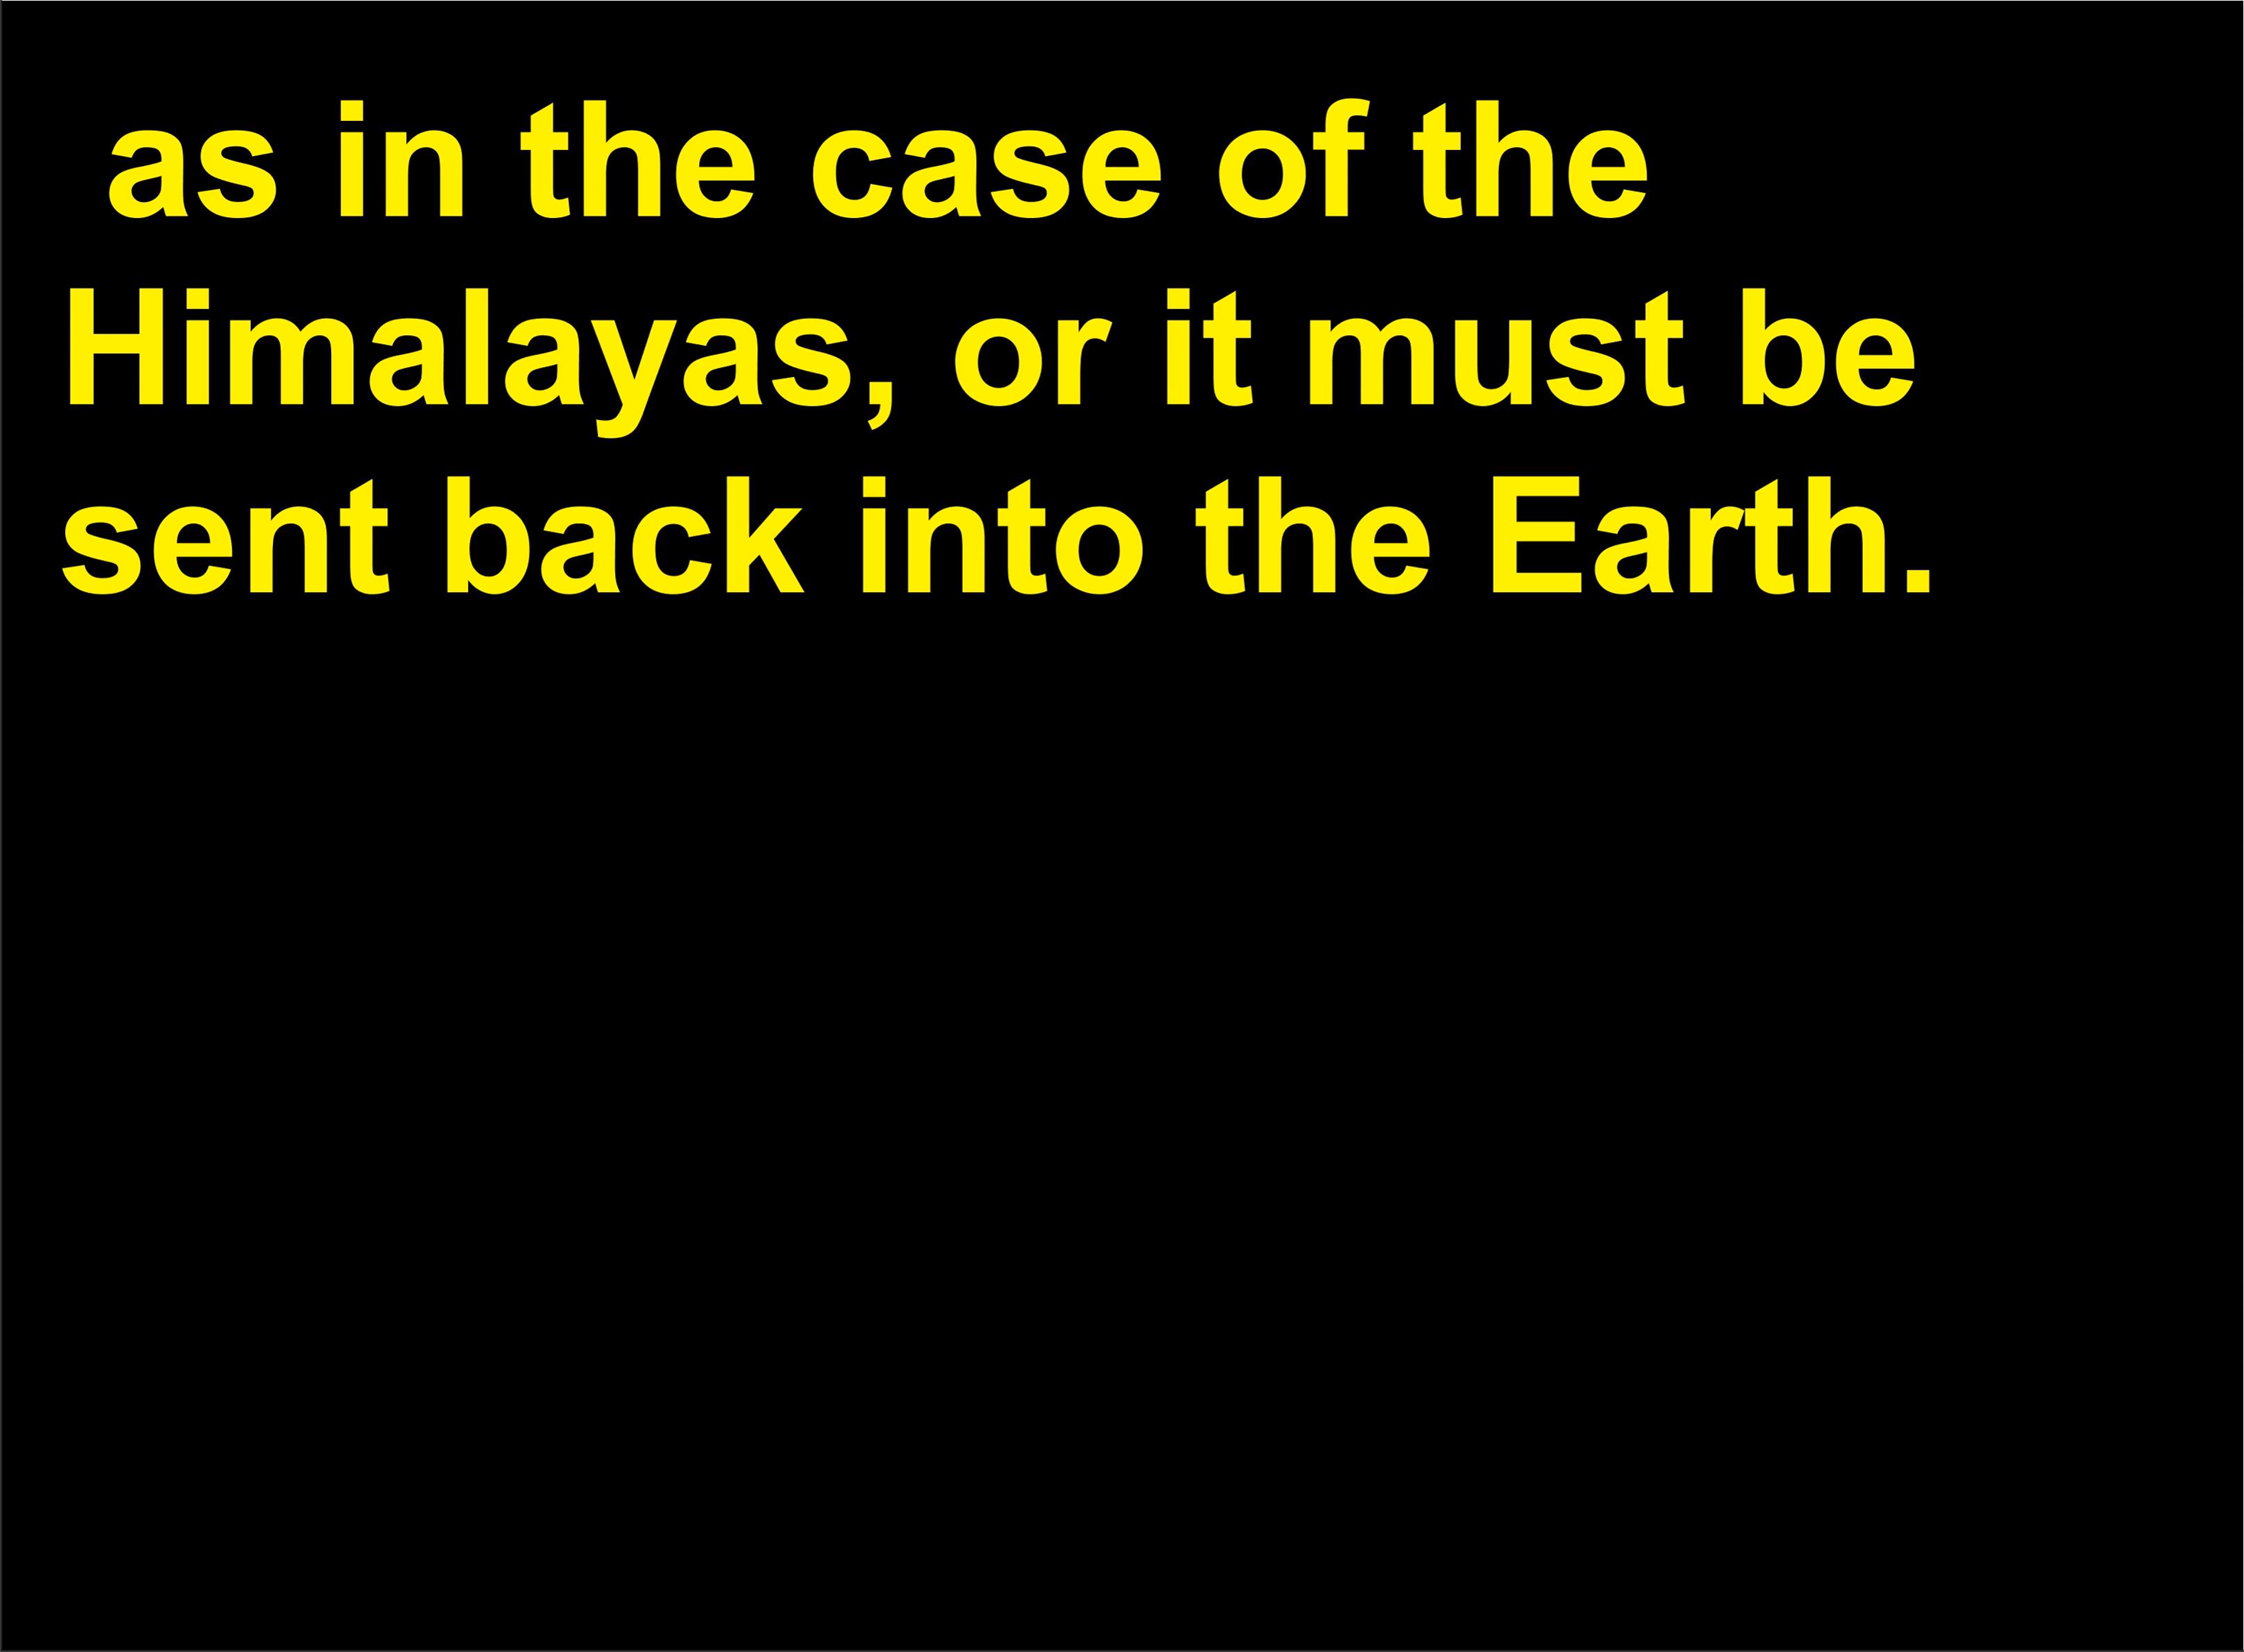 as in the case of the
Himalayas, or it must be
sent back into the Earth.